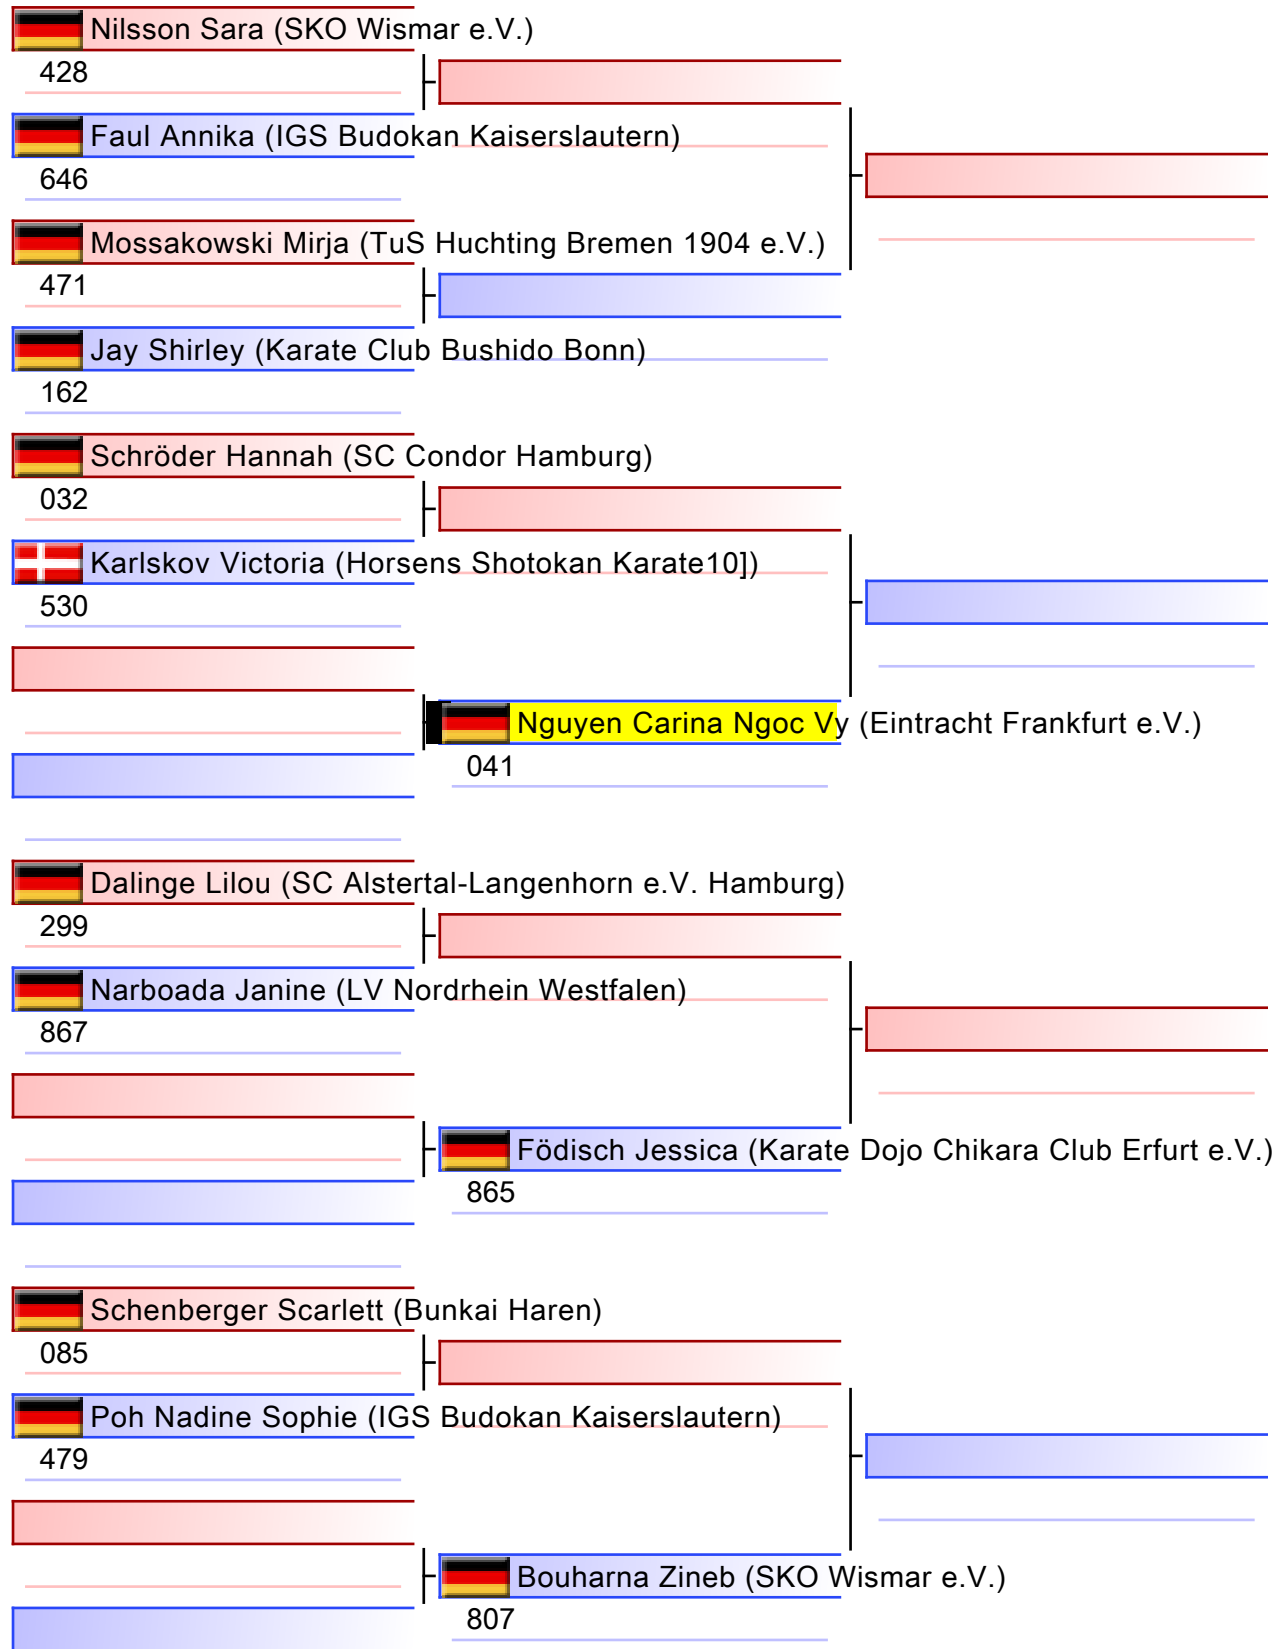 Nilsson Sara (SKO Wismar e.V.)
428
Faul Annika (IGS Budokan Kaiserslautern)
646
Mossakowski Mirja (TuS Huchting Bremen 1904 e.V.)
471
Jay Shirley (Karate Club Bushido Bonn)
162
Schröder Hannah (SC Condor Hamburg)
032
Karlskov Victoria (Horsens Shotokan Karate10])
530
Nguyen Carina Ngoc Vy (Eintracht Frankfurt e.V.)
041
Dalinge Lilou (SC Alstertal-Langenhorn e.V. Hamburg)
299
Narboada Janine (LV Nordrhein Westfalen)
867
Födisch Jessica (Karate Dojo Chikara Club Erfurt e.V.)
865
Schenberger Scarlett (Bunkai Haren)
085
Poh Nadine Sophie (IGS Budokan Kaiserslautern)
479
Bouharna Zineb (SKO Wismar e.V.)
807